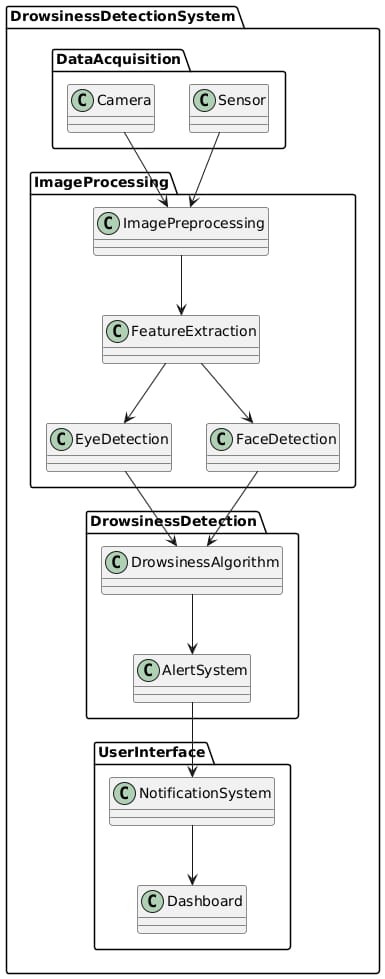 DrowsinessDetectionSystem
DataAcquisition
C Camera
C Sensor
ImageProcessing
C ImagePreprocessing
C FeatureExtraction
C EyeDetection
C FaceDetection
DrowsinessDetection
C DrowsinessAlgorithm
C AlertSystem
UserInterface
C NotificationSystem
C Dashboard